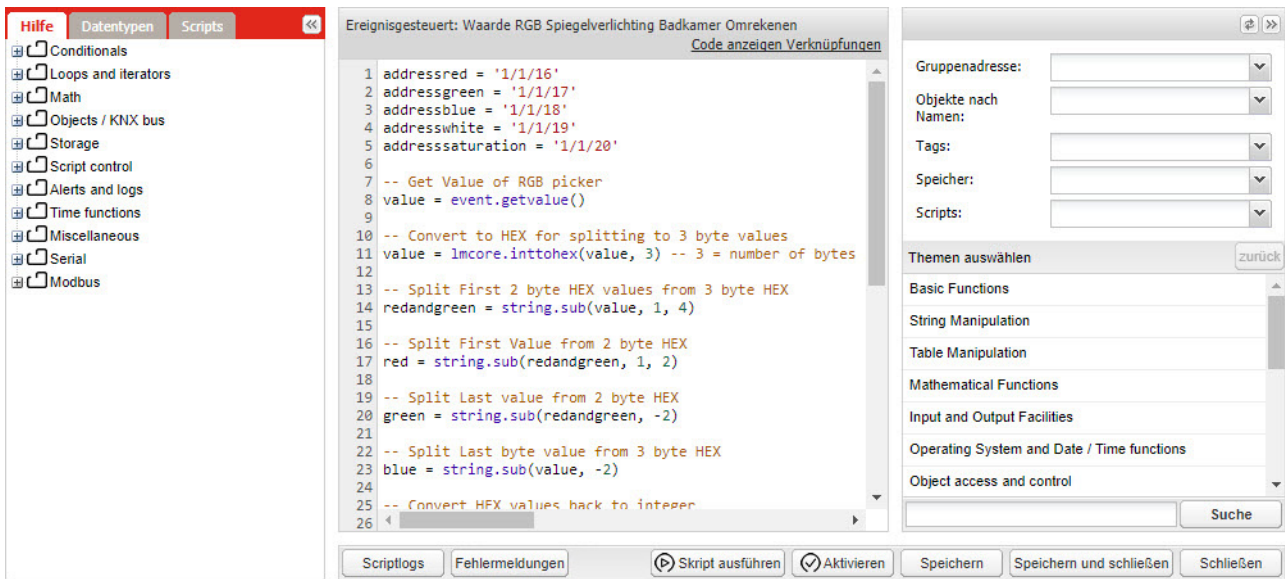 Hilfe
Datentypen
Scripts
Conditionals
Loops and iterators
Math
Objects / KNX bus
Storage
Script control
Alerts and logs
Time functions
Miscellaneous
Serial
Modbus
Ereignisgesteuert: Waarde RGB Spiegelverlichting Badkamer Omrekenen
Code anzeigen Verknüpfungen
1 addressred = '1/1/16'
2 addressgreen = '1/1/17'
3 addressblue = '1/1/18'
4 addresswhite = '1/1/19'
5 addresssaturation = '1/1/20'
6
7 -- Get Value of RGB picker
8 value = event.getvalue()
9
10 -- Convert to HEX for splitting to 3 byte values
11 value = lmcore.inttohex(value, 3) -- 3 = number of bytes
12
13 -- Split First 2 byte HEX values from 3 byte HEX
14 redandgreen = string.sub(value, 1, 4)
15
16 -- Split First Value from 2 byte HEX
17 red = string.sub(redandgreen, 1, 2)
18
19 -- Split Last value from 2 byte HEX
20 green = string.sub(redandgreen, -2)
21
22 -- Split Last byte value from 3 byte HEX
23 blue = string.sub(value, -2)
24
25 -- Convert HEX values back to integer
26
Gruppenadresse:
Objekte nach
Namen:
Tags:
Speicher:
Scripts:
Themen auswählen
zurück
Basic Functions
String Manipulation
Table Manipulation
Mathematical Functions
Input and Output Facilities
Operating System and Date / Time functions
Object access and control
Suche
Scriptlogs
Fehlermeldungen
Skript ausführen
Aktivieren
Speichern
Speichern und schließen
Schließen